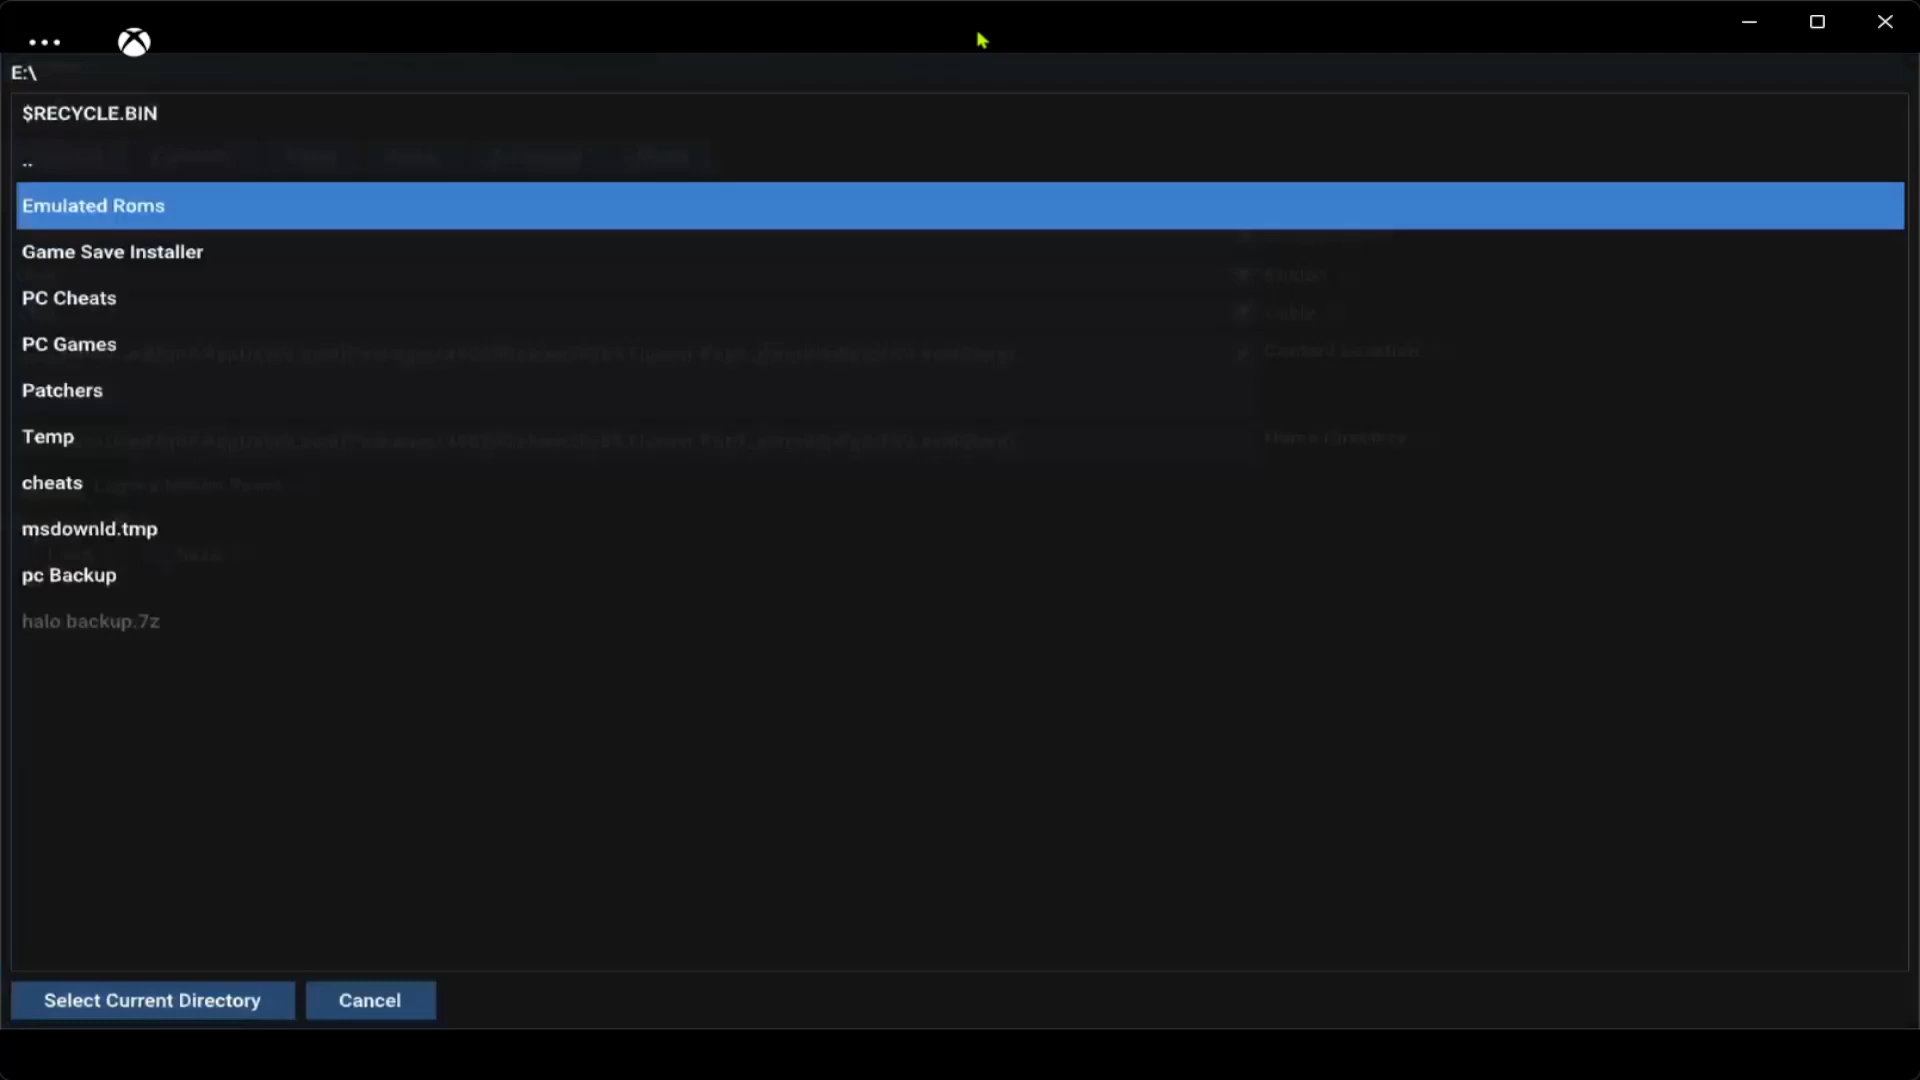 E:\
$RECYCLE.BIN
..
Emulated Roms
Game Save Installer
PC Cheats
PC Games
Patchers
Temp
cheats
msdownld.tmp
pc Backup
halo backup.7z
Select Current Directory
Cancel